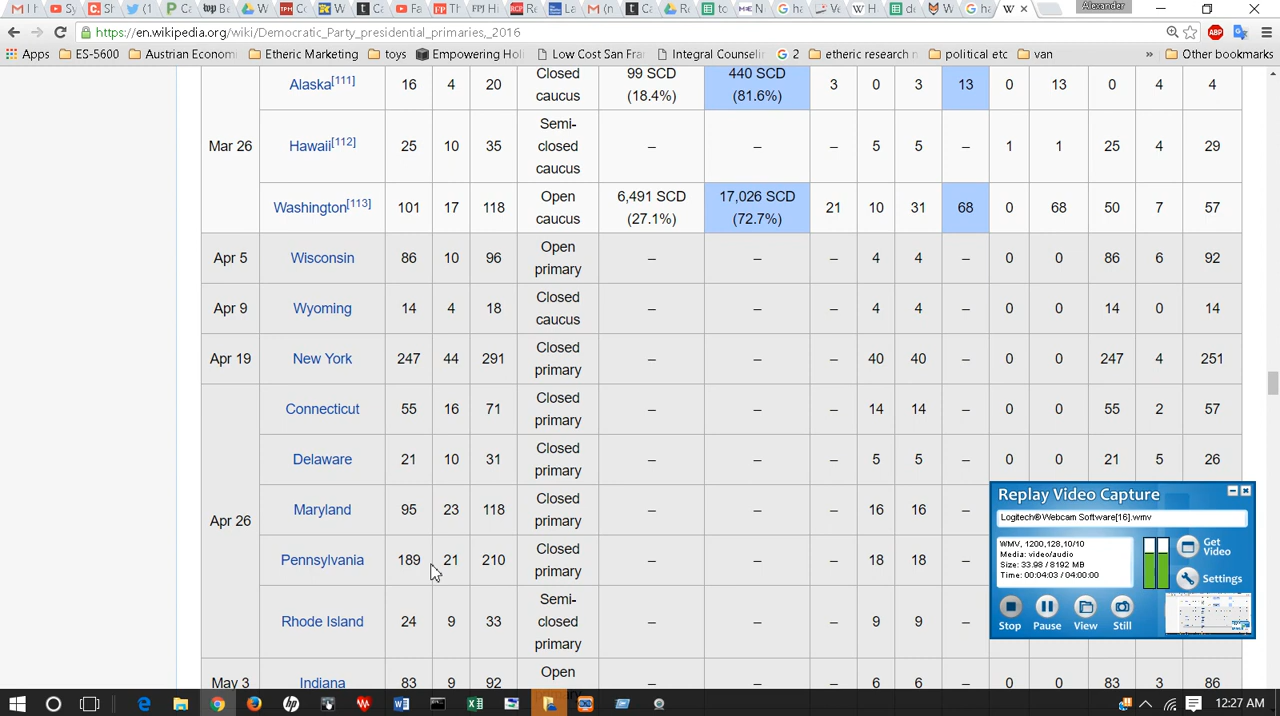 Alexander
https://en.wikipedia.org/wiki/Democratic_Party_presidential_primaries,_2016
Apps ES-5600 Austrian Econom Etheric Marketing toys Empowering Holi Low Cost San Fran Integral Counselin G 2 etheric research political etc van » Other bookmarks
Alaska[111] 16 4 20 Closed caucus 99 SCD (18.4%) 440 SCD (81.6%) 3 0 3 13 0 13 0 4 4
Mar 26 Hawaii[112] 25 10 35 Semi-closed caucus – – – 5 5 – 1 1 25 4 29
Washington[113] 101 17 118 Open caucus 6,491 SCD (27.1%) 17,026 SCD (72.7%) 21 10 31 68 0 68 50 7 57
Apr 5 Wisconsin 86 10 96 Open primary – – – 4 4 – 0 0 86 6 92
Apr 9 Wyoming 14 4 18 Closed caucus – – – 4 4 – 0 0 14 0 14
Apr 19 New York 247 44 291 Closed primary – – – 40 40 – 0 0 247 4 251
Connecticut 55 16 71 Closed primary – – – 14 14 – 0 0 55 2 57
Delaware 21 10 31 Closed primary – – – 5 5 – 0 0 21 5 26
Apr 26 Maryland 95 23 118 Closed primary – – – 16 16 –
Pennsylvania 189 21 210 Closed primary – – – 18 18 –
Rhode Island 24 9 33 Semi-closed primary – – – 9 9 –
May 3 Indiana 83 9 92 Open – – – 6 6 – 0 0 83 3 86
Replay Video Capture
Logitech®Webcam Software[16].wmv
WMV, 1200,128,10/10
Media: video/audio
Size: 33.98 / 8192 MB
Time: 00:04:03 / 04:00:00
Get Video
Settings
Stop Pause View Still
12:27 AM